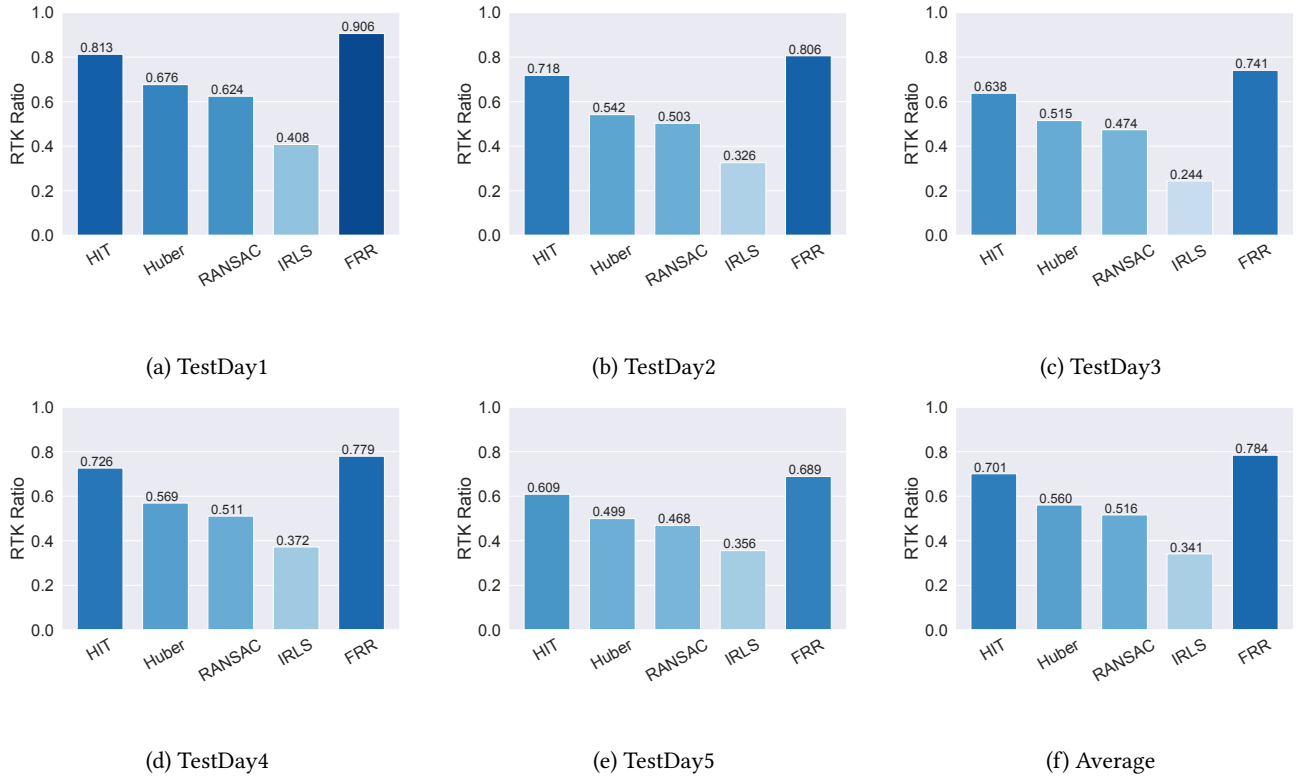 1.0
0.8
0.6
0.4
0.2
0.0
RTK Ratio
0.813
0.676
0.624
0.408
0.906
HIT
Huber
RANSAC
IRLS
FRR
(a) TestDay1
1.0
0.8
0.6
0.4
0.2
0.0
RTK Ratio
0.718
0.542
0.503
0.326
0.806
HIT
Huber
RANSAC
IRLS
FRR
(b) TestDay2
1.0
0.8
0.6
0.4
0.2
0.0
RTK Ratio
0.638
0.515
0.474
0.244
0.741
HIT
Huber
RANSAC
IRLS
FRR
(c) TestDay3
1.0
0.8
0.6
0.4
0.2
0.0
RTK Ratio
0.726
0.569
0.511
0.372
0.779
HIT
Huber
RANSAC
IRLS
FRR
(d) TestDay4
1.0
0.8
0.6
0.4
0.2
0.0
RTK Ratio
0.609
0.499
0.468
0.356
0.689
HIT
Huber
RANSAC
IRLS
FRR
(e) TestDay5
1.0
0.8
0.6
0.4
0.2
0.0
RTK Ratio
0.701
0.560
0.516
0.341
0.784
HIT
Huber
RANSAC
IRLS
FRR
(f) Average